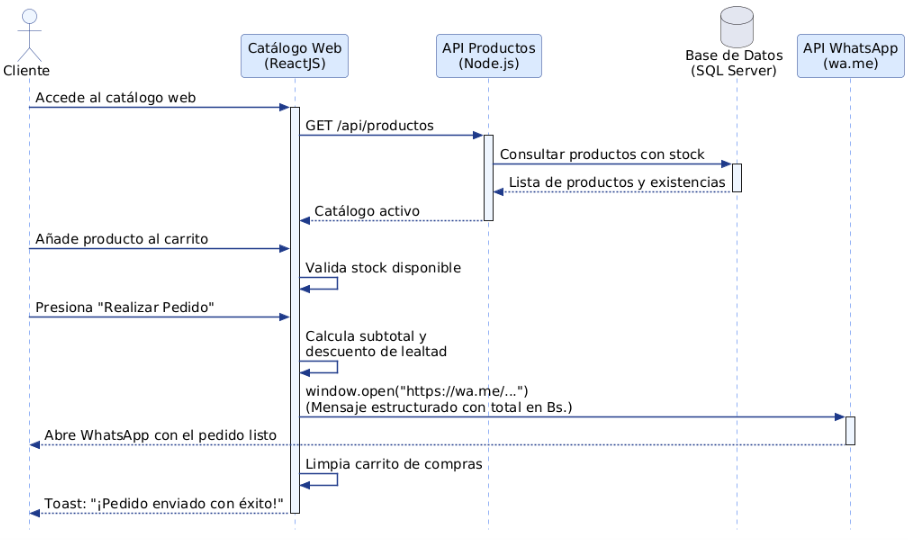 Cliente
Catálogo Web
(ReactJS)
API Productos
(Node.js)
Base de Datos
(SQL Server)
API WhatsApp
(wa.me)
Accede al catálogo web
GET /api/productos
Consultar productos con stock
Lista de productos y existencias
Catálogo activo
Añade producto al carrito
Valida stock disponible
Presiona "Realizar Pedido"
Calcula subtotal y
descuento de lealtad
window.open("https://wa.me/...")
(Mensaje estructurado con total en Bs.)
Abre WhatsApp con el pedido listo
Limpia carrito de compras
Toast: "¡Pedido enviado con éxito!"